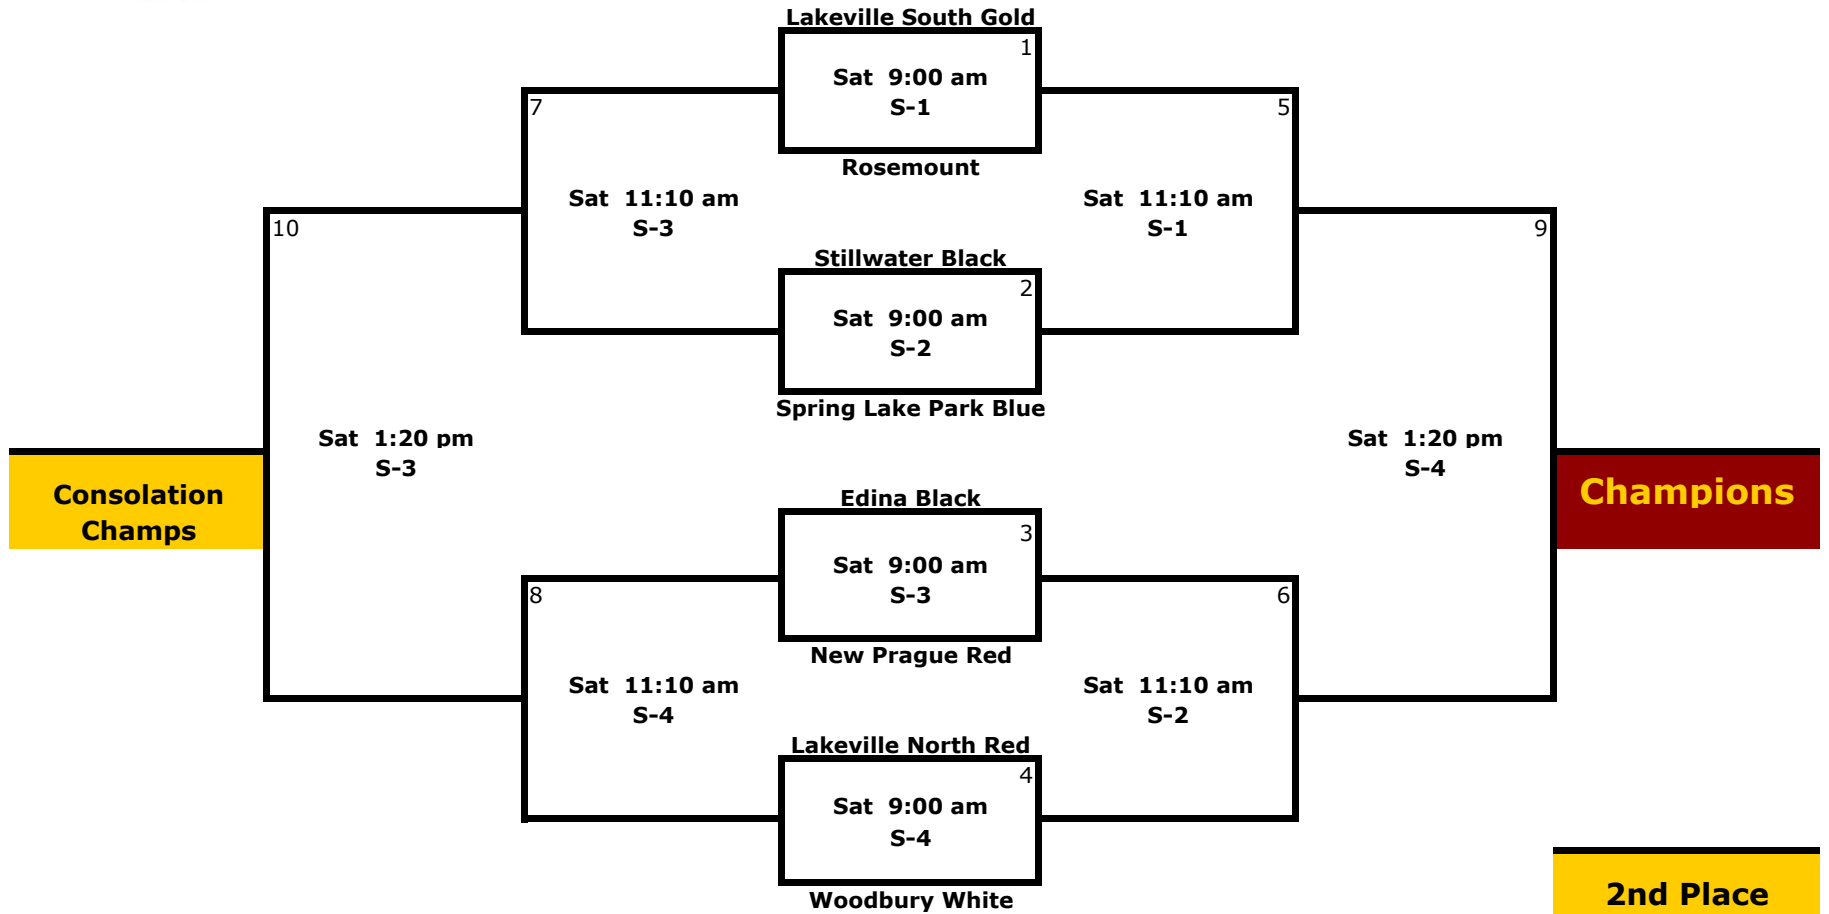 Lakeville South Gold
1
Sat 9:00 am
S-1
Rosemount
7
5
Sat 11:10 am
S-3
Sat 11:10 am
S-1
10
9
Stillwater Black
2
Sat 9:00 am
S-2
Spring Lake Park Blue
Sat 1:20 pm
S-3
Sat 1:20 pm
S-4
Consolation
Champs
Champions
Edina Black
3
Sat 9:00 am
S-3
New Prague Red
8
6
Sat 11:10 am
S-4
Sat 11:10 am
S-2
Lakeville North Red
4
Sat 9:00 am
S-4
Woodbury White
2nd Place